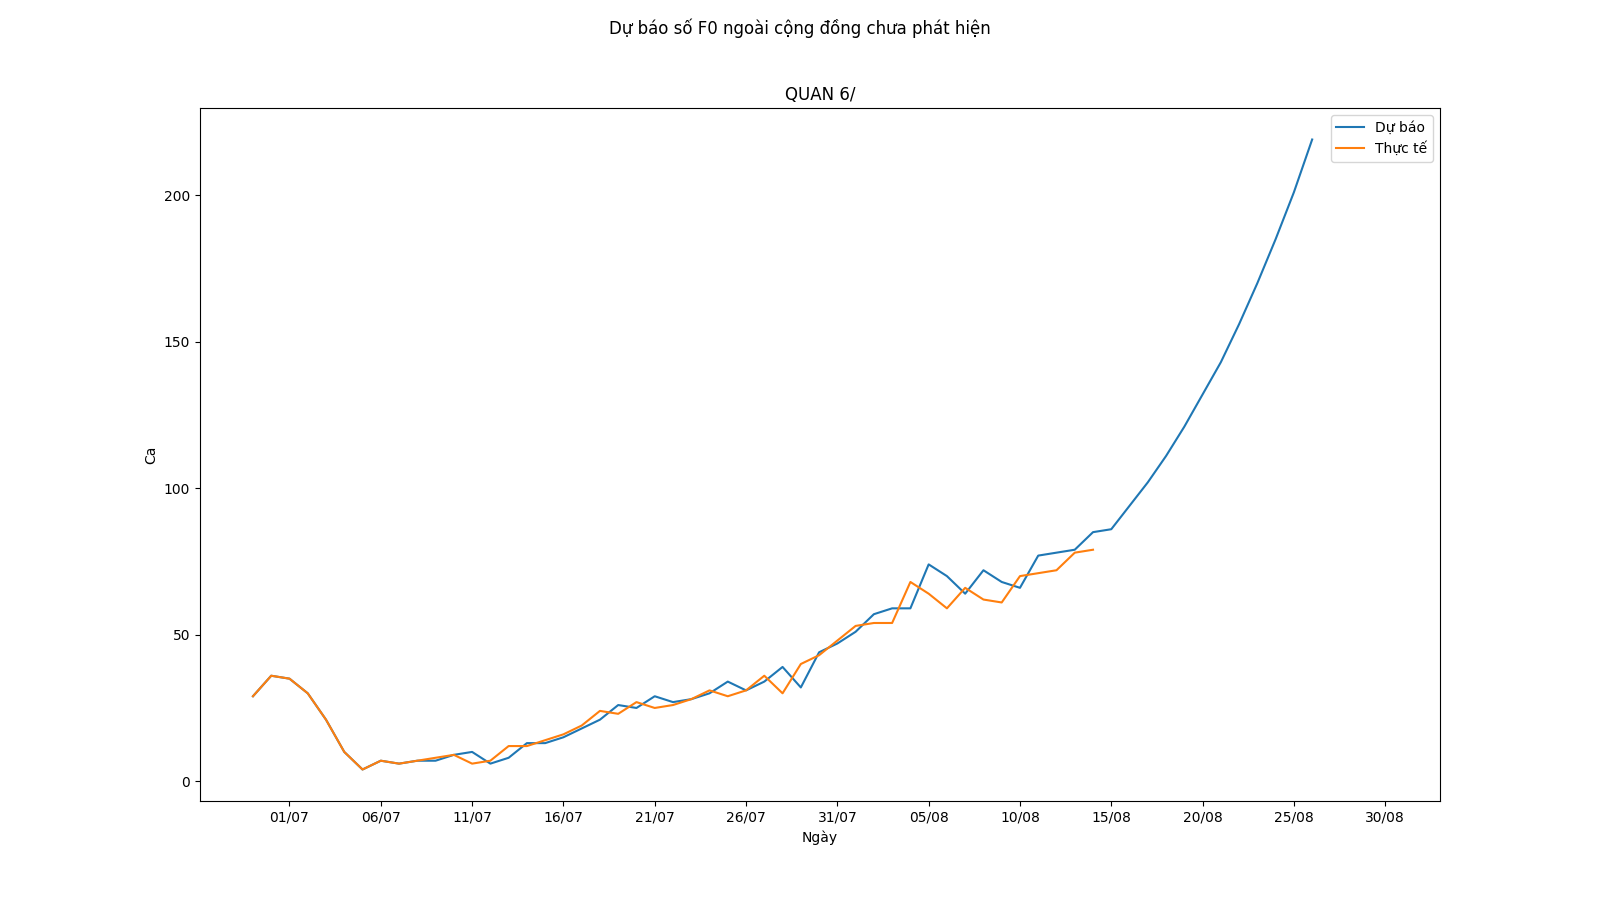 Dự báo số F0 ngoài cộng đồng chưa phát hiện
QUAN 6/
Dự báo
Thực tế
200
150
100
50
0
Ca
01/07 06/07 11/07 16/07 21/07 26/07 31/07 05/08 10/08 15/08 20/08 25/08 30/08
Ngày